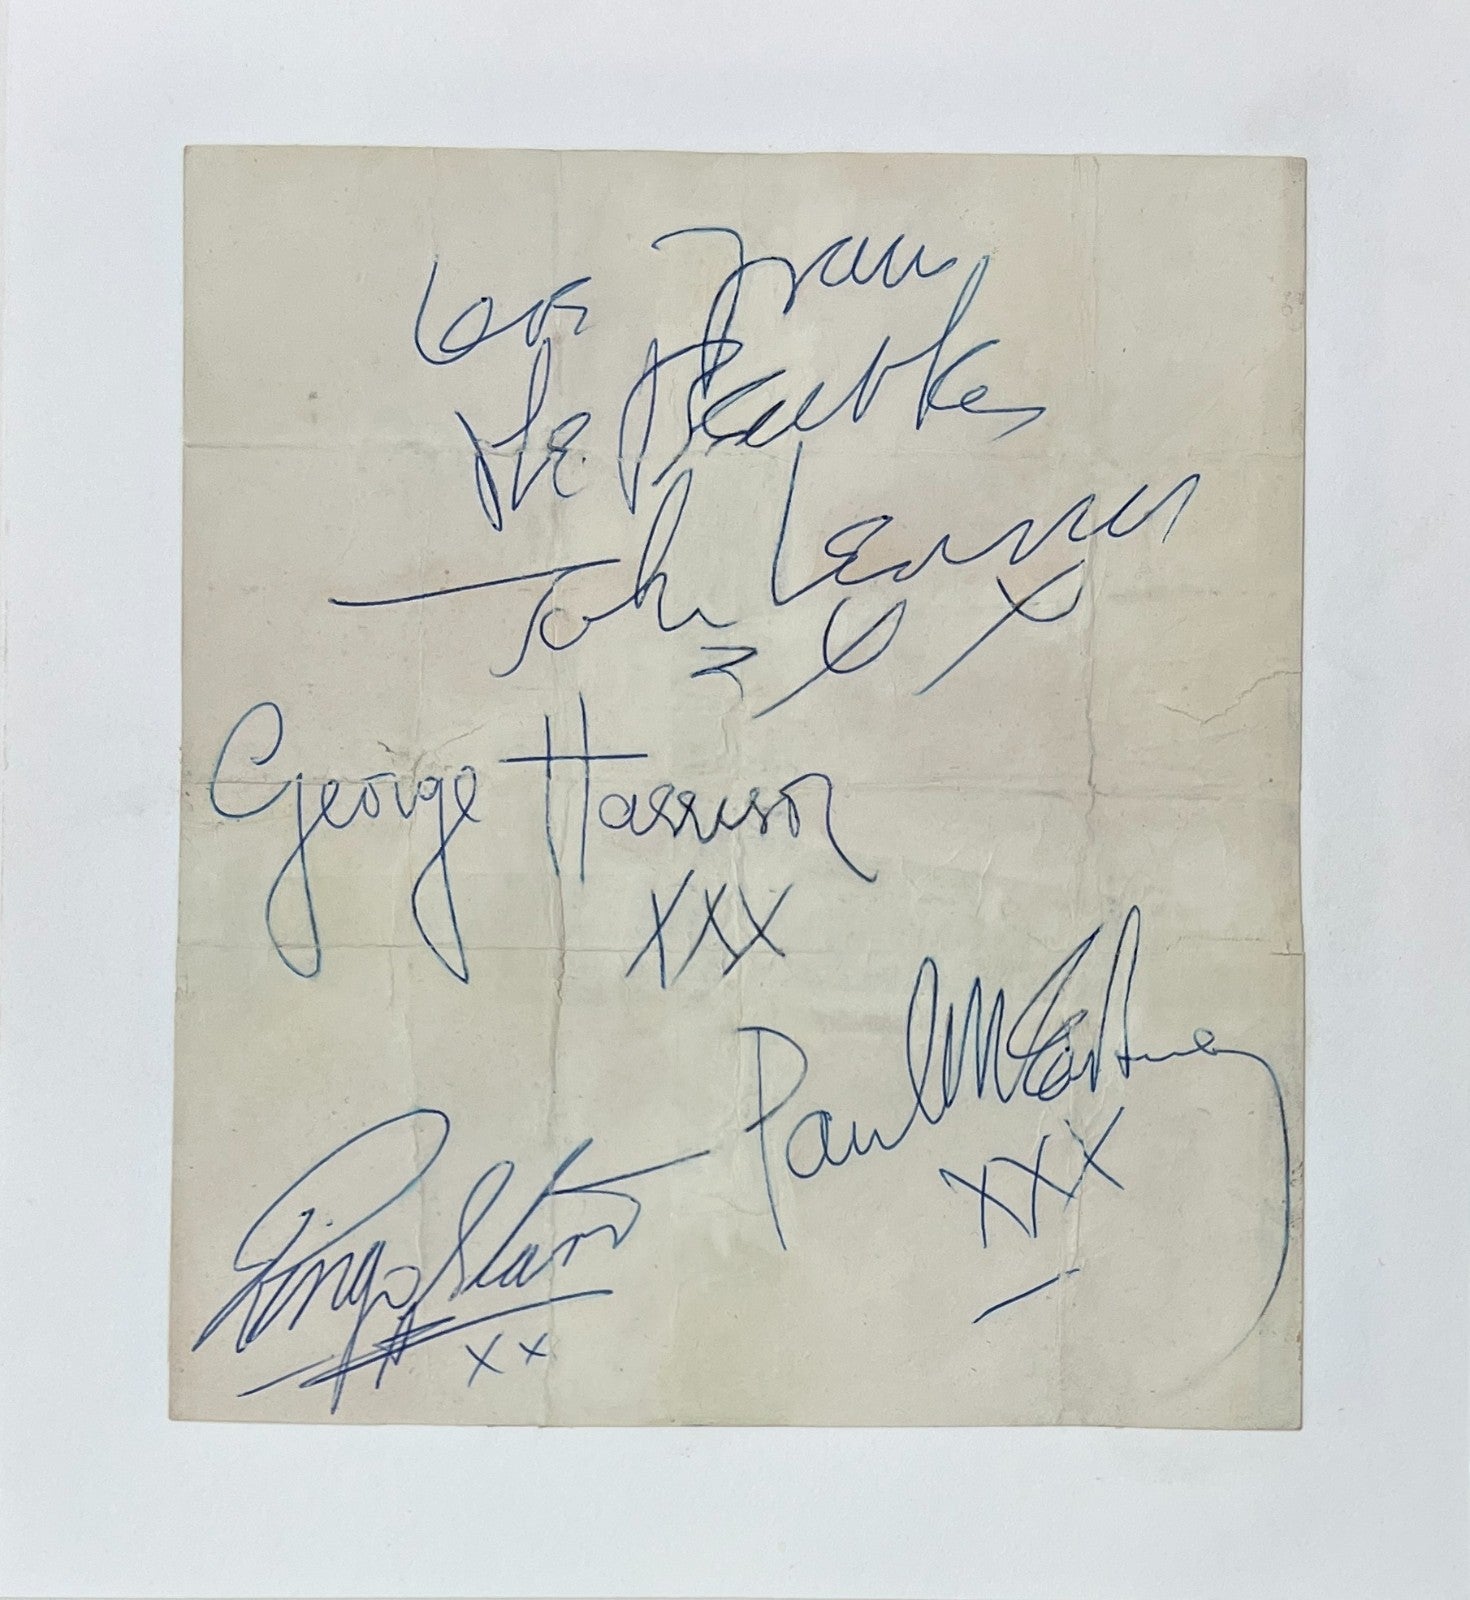 love from
The Beatles
John Lennon
xx
George Harrison
XXX
Paul McCartney
XXX
Ringo Starr
xx